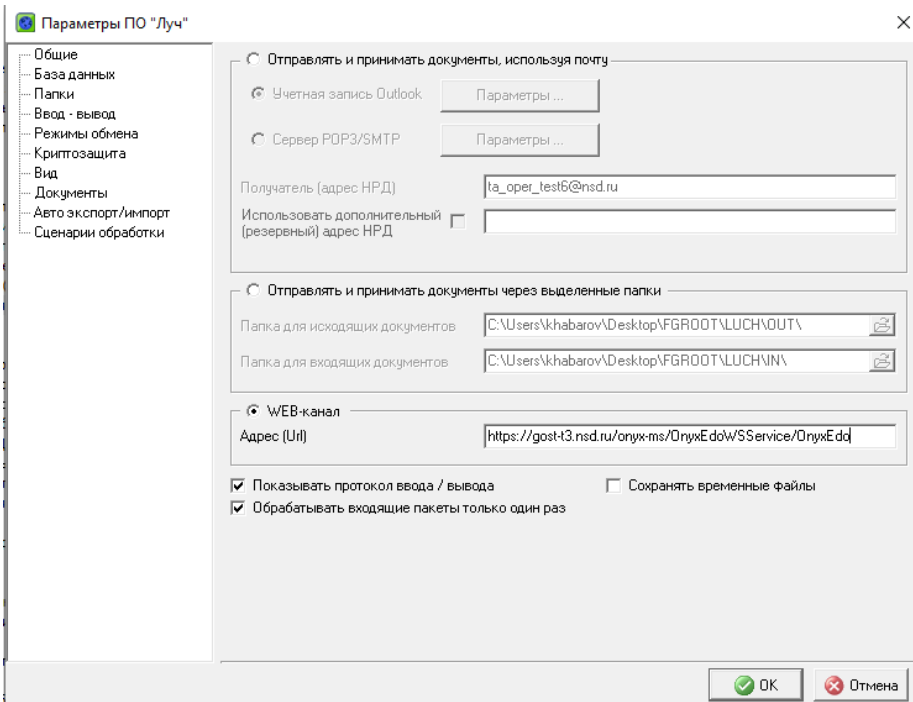 Параметры ПО "Луч"
Общие
База данных
Папки
Ввод - вывод
Режимы обмена
Криптозащита
Вид
Документы
Авто экспорт/импорт
Сценарии обработки
Отправлять и принимать документы, используя почту
Учетная запись Outlook
Параметры ...
Сервер POP3/SMTP
Параметры ...
Получатель (адрес НРД)
ta_oper_test6@nsd.ru
Использовать дополнительный
(резервный) адрес НРД
Отправлять и принимать документы через выделенные папки
Папка для исходящих документов
C:\Users\khabarov\Desktop\FGROOT\LUCH\OUT\
Папка для входящих документов
C:\Users\khabarov\Desktop\FGROOT\LUCH\IN\
WEB-канал
Адрес (Url)
https://gost-t3.nsd.ru/onyx-ms/OnyxEdoWSService/OnyxEdo
Показывать протокол ввода / вывода
Сохранять временные файлы
Обрабатывать входящие пакеты только один раз
OK
Отмена